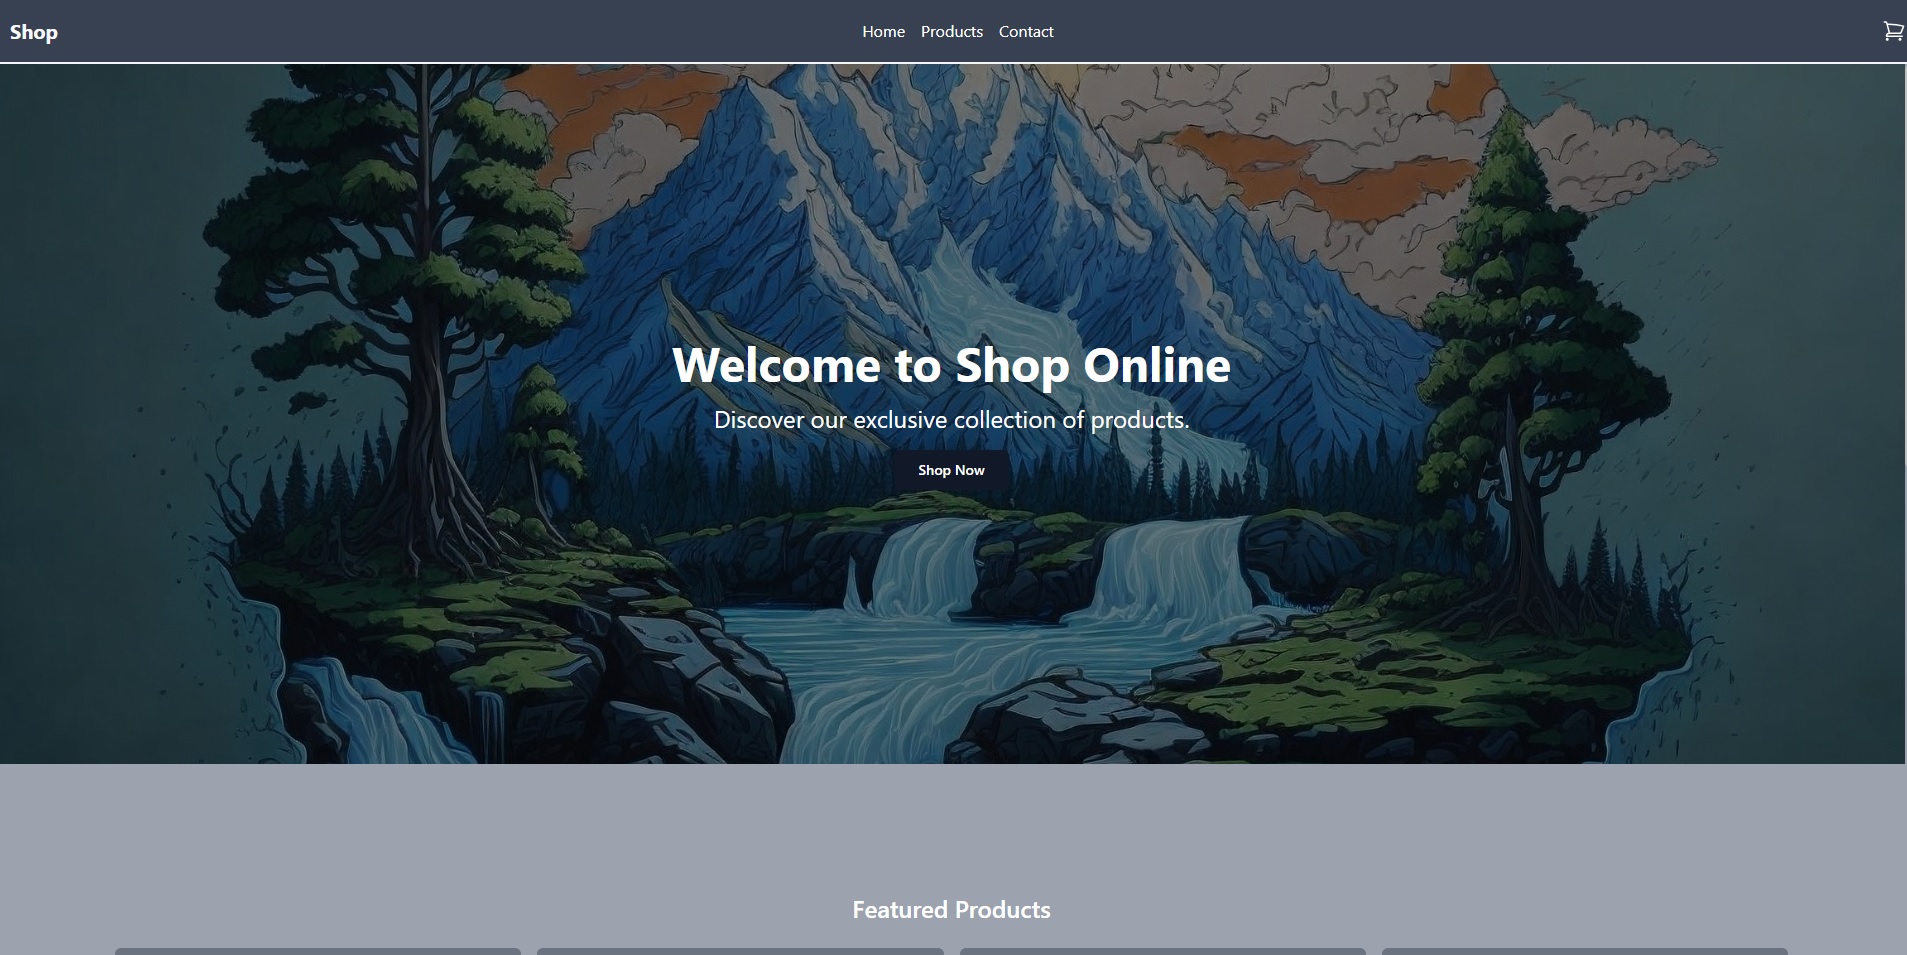 Shop
Home Products Contact
Welcome to Shop Online
Discover our exclusive collection of products.
Shop Now
Featured Products